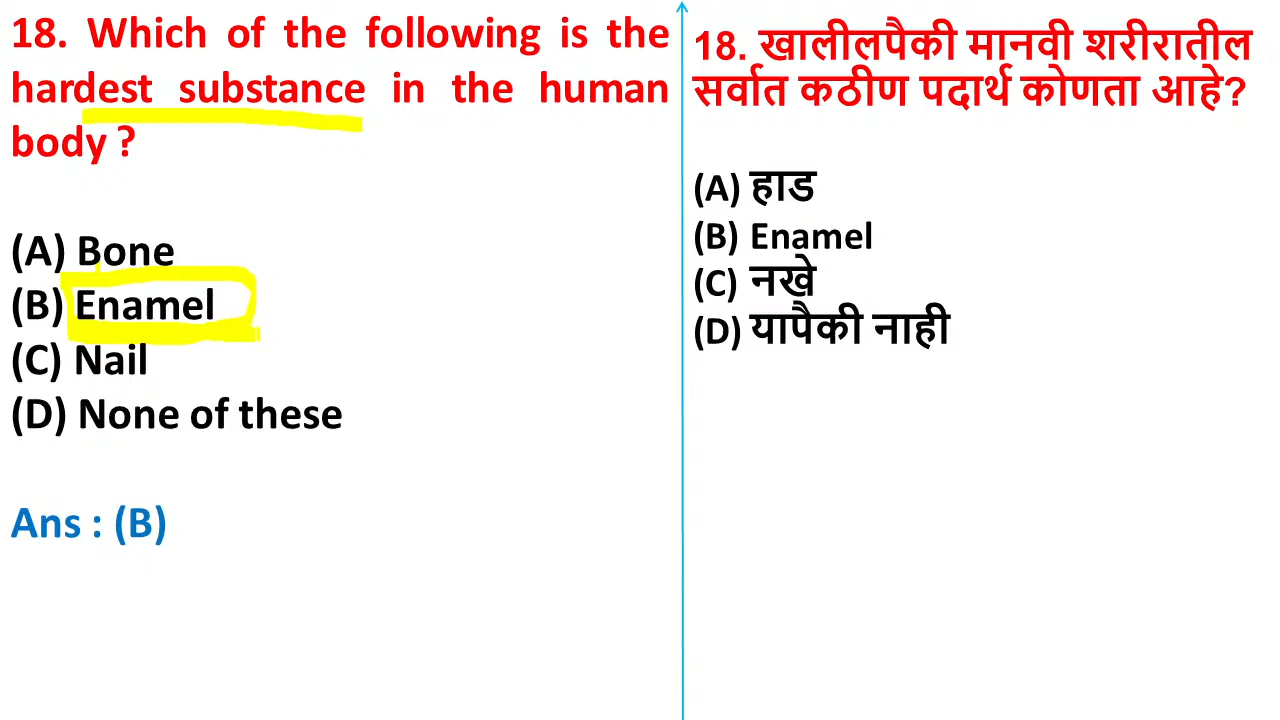 18. Which of the following is the
hardest substance in the human
body ?
(A) Bone
(B) Enamel
(C) Nail
(D) None of these
Ans : (B)
18. खालीलपैकी मानवी शरीरातील
सर्वात कठीण पदार्थ कोणता आहे?
(A) हाड
(B) Enamel
(C) नखे
(D) यापैकी नाही